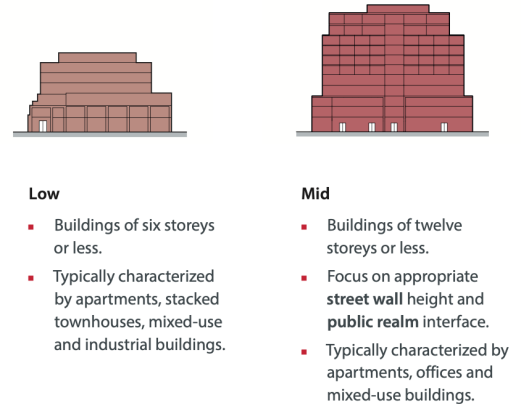 Low
▪ Buildings of six storeys
or less.
▪ Typically characterized
by apartments, stacked
townhouses, mixed-use
and industrial buildings.
Mid
▪ Buildings of twelve
storeys or less.
▪ Focus on appropriate
street wall height and
public realm interface.
▪ Typically characterized by
apartments, offices and
mixed-use buildings.